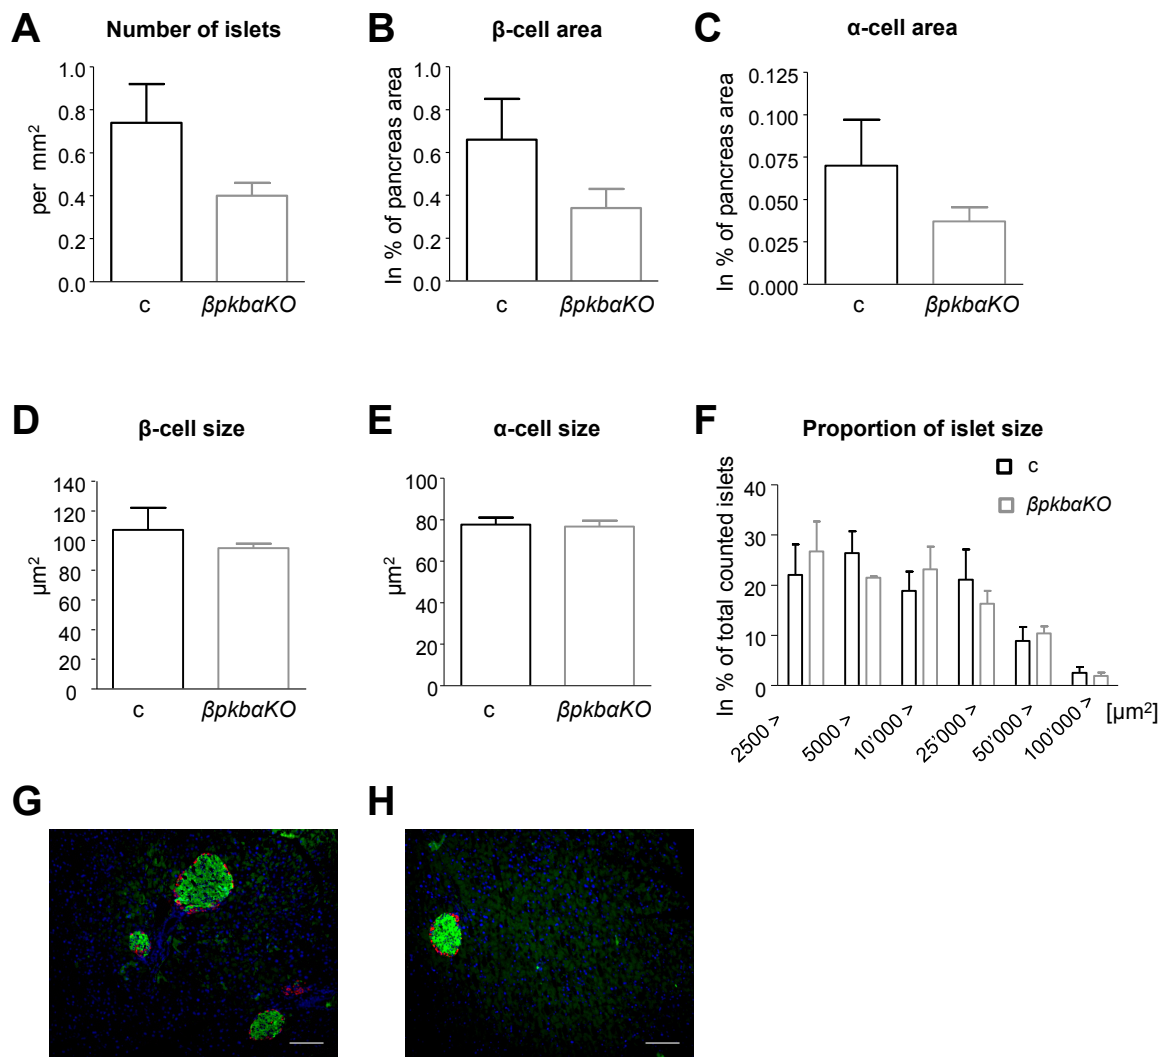 A Number of islets
per mm²
1.0
0.8
0.6
0.4
0.2
0.0
c βpkbαKO
B β-cell area
In % of pancreas area
1.0
0.8
0.6
0.4
0.2
0.0
c βpkbαKO
C α-cell area
In % of pancreas area
0.125
0.100
0.075
0.050
0.025
0.000
c βpkbαKO
D β-cell size
µm²
140
120
100
80
60
40
20
0
c βpkbαKO
E α-cell size
µm²
100
80
60
40
20
0
c βpkbαKO
F Proportion of islet size
c
βpkbαKO
In % of total counted islets
40
30
20
10
0
2500 > 5000 > 10’000 > 25’000 > 50’000 > 100’000 > [µm²]
G
H